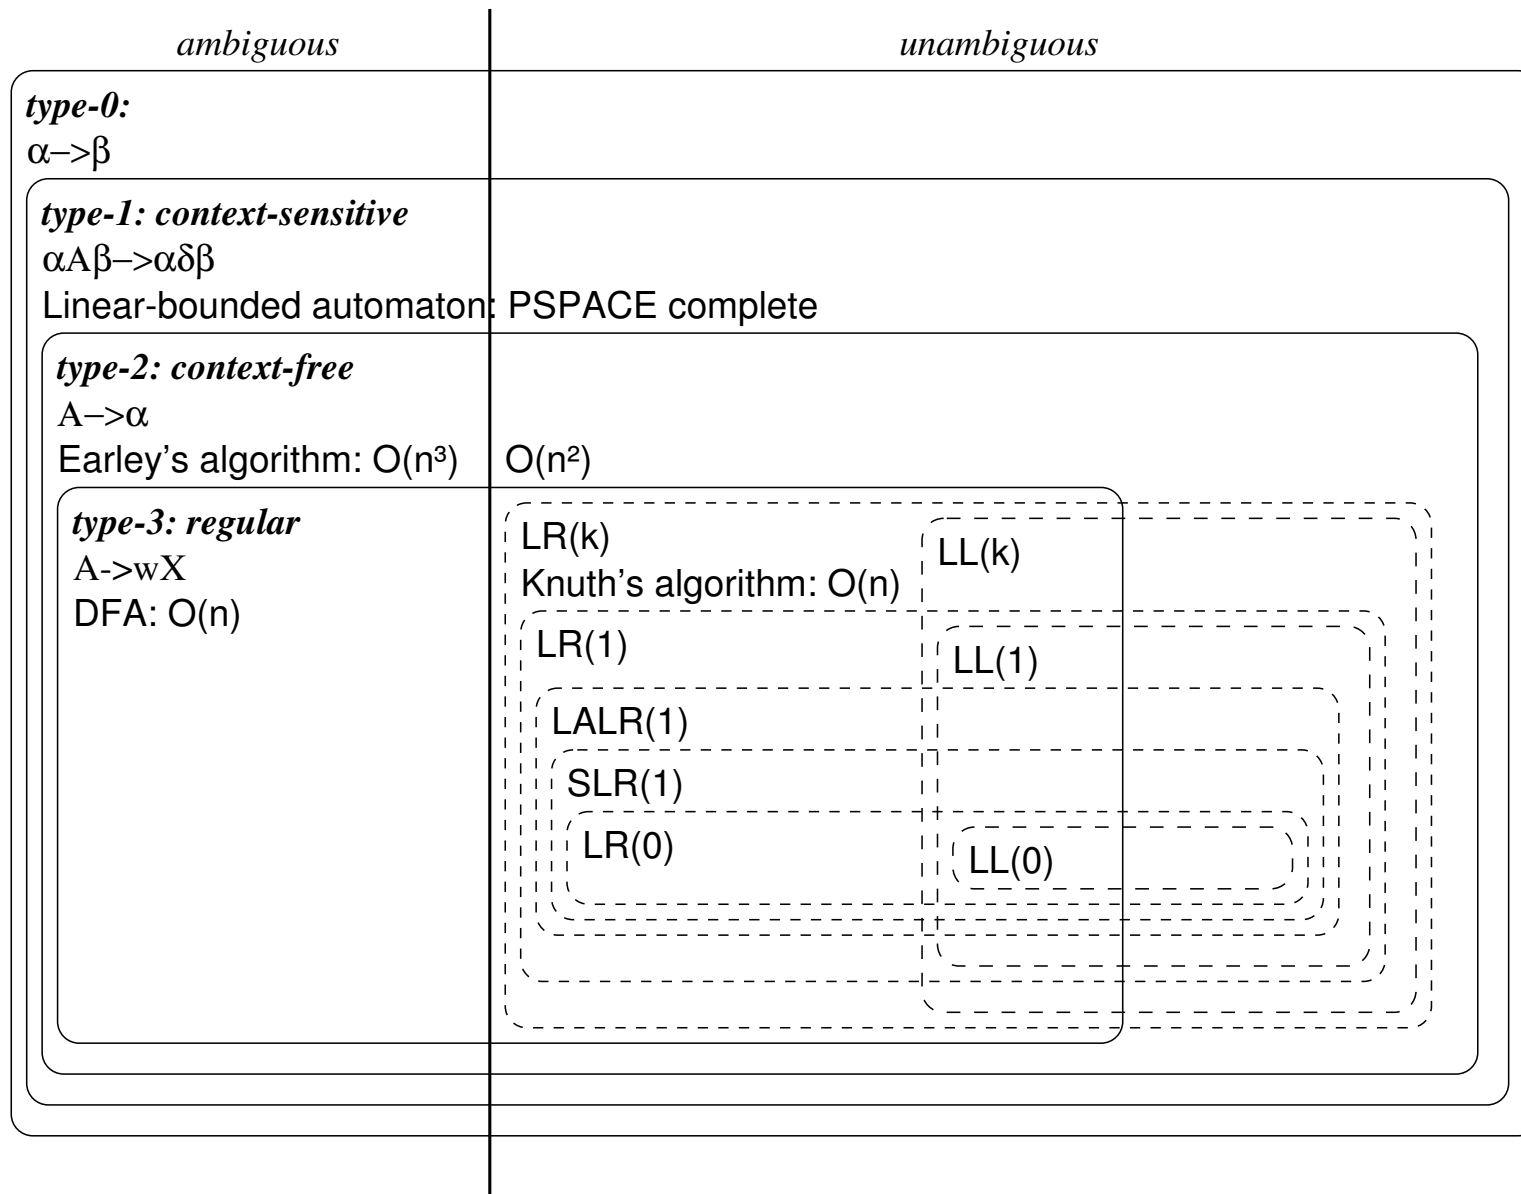 ambiguous
unambiguous
type-0:
α−>β
type-1: context-sensitive
αAβ−>αδβ
Linear-bounded automaton: PSPACE complete
type-2: context-free
A−>α
Earley's algorithm: O(n³)
O(n²)
type-3: regular
A->wX
DFA: O(n)
LR(k)
Knuth's algorithm: O(n)
LL(k)
LR(1)
LL(1)
LALR(1)
SLR(1)
LR(0)
LL(0)